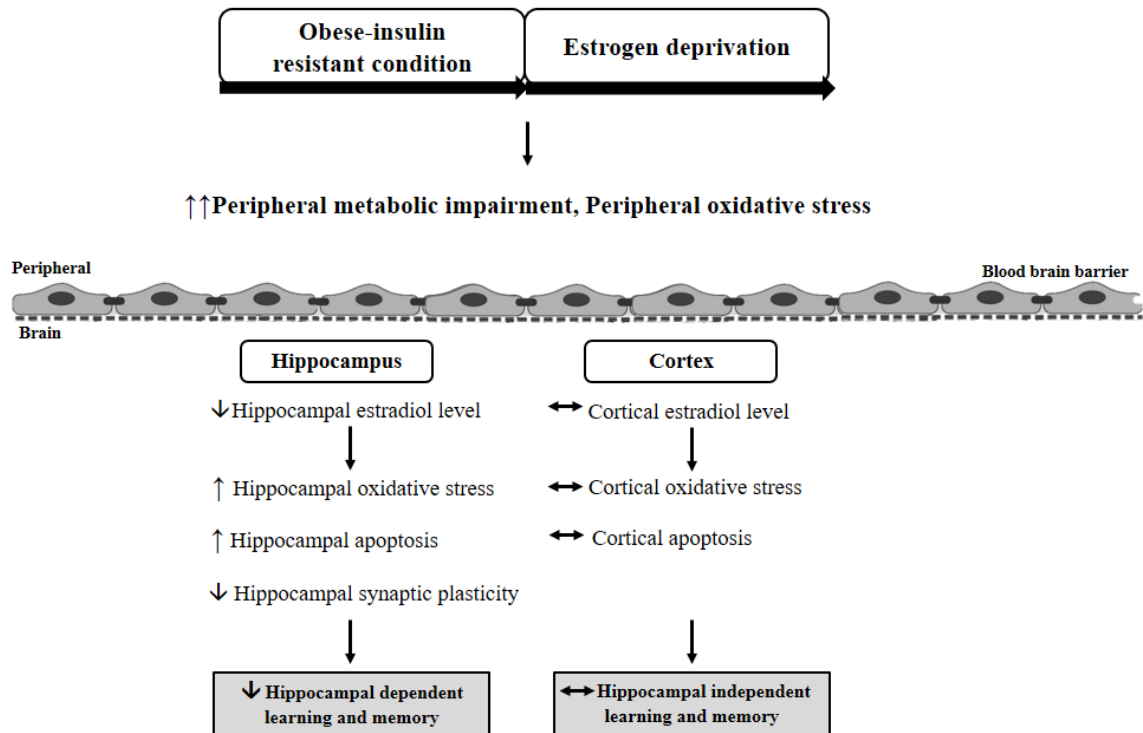 Obese-insulin
resistant condition
Estrogen deprivation
↑↑Peripheral metabolic impairment, Peripheral oxidative stress
Peripheral
Blood brain barrier
Brain
Hippocampus
↓Hippocampal estradiol level
↑ Hippocampal oxidative stress
↑ Hippocampal apoptosis
↓ Hippocampal synaptic plasticity
↓ Hippocampal dependent
learning and memory
Cortex
↔ Cortical estradiol level
↔ Cortical oxidative stress
↔ Cortical apoptosis
↔ Hippocampal independent
learning and memory